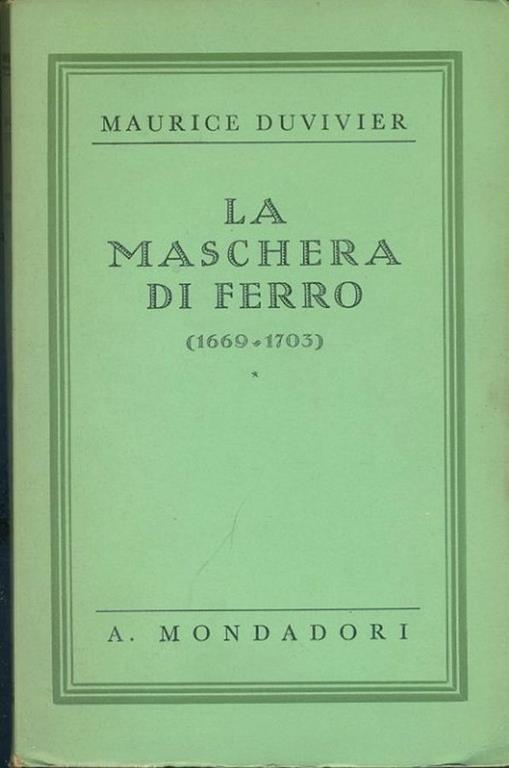 MAURICE DUVIVIER
LA
MASCHERA
DI FERRO
(1669-1703)
*
A. MONDADORI